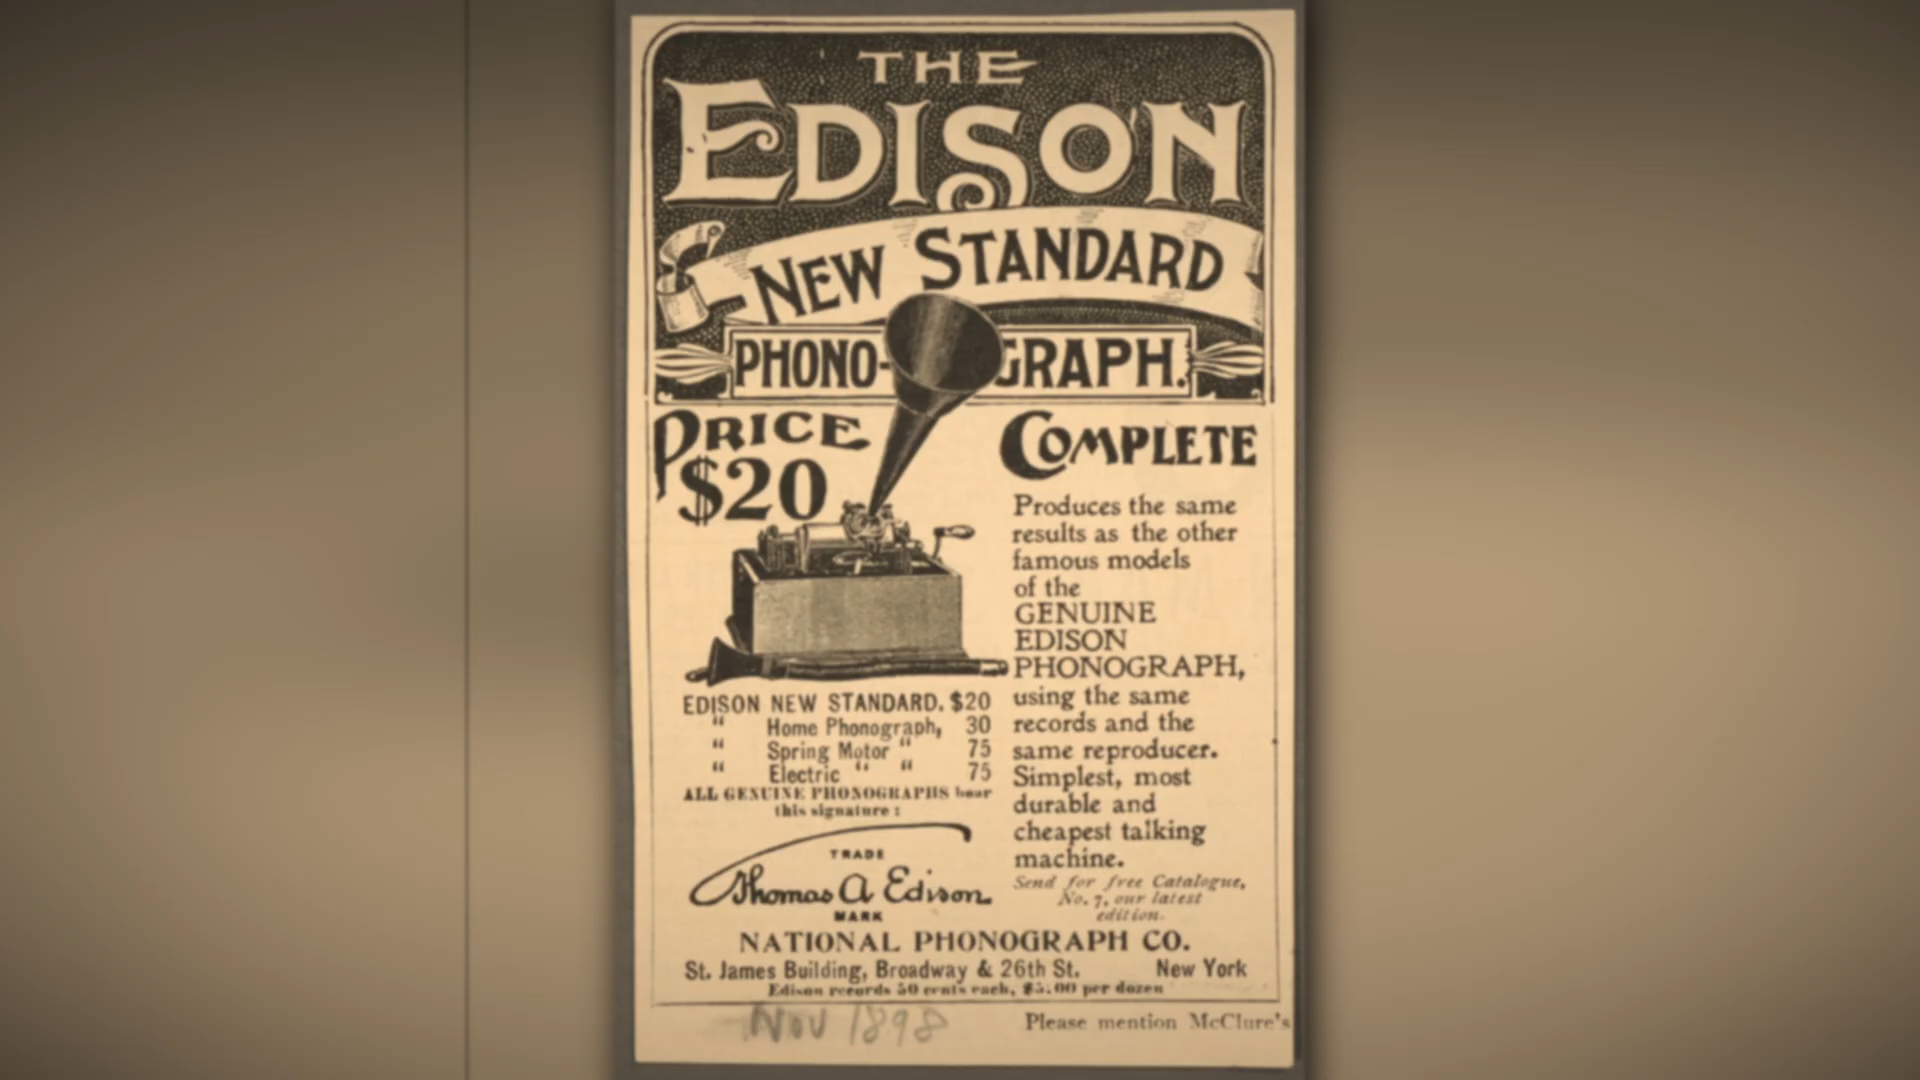 THE
EDISON
NEW STANDARD
PHONO-GRAPH.
PRICE
$20
COMPLETE
Produces the same
results as the other
famous models
of the
GENUINE
EDISON
PHONOGRAPH,
using the same
records and the
same reproducer.
Simplest, most
durable and
cheapest talking
machine.
Send for free Catalogue,
No. 7, our latest
edition.
EDISON NEW STANDARD. $20
“ Home Phonograph, 30
“ Spring Motor “ 75
“ Electric “ “ 75
ALL GENUINE PHONOGRAPHS bear
this signature :
TRADE
Thomas A Edison.
MARK
NATIONAL PHONOGRAPH CO.
St. James Building, Broadway & 26th St. New York
Edison records 50 cents each, $5.00 per dozen
Nov 1898
Please mention McClure's